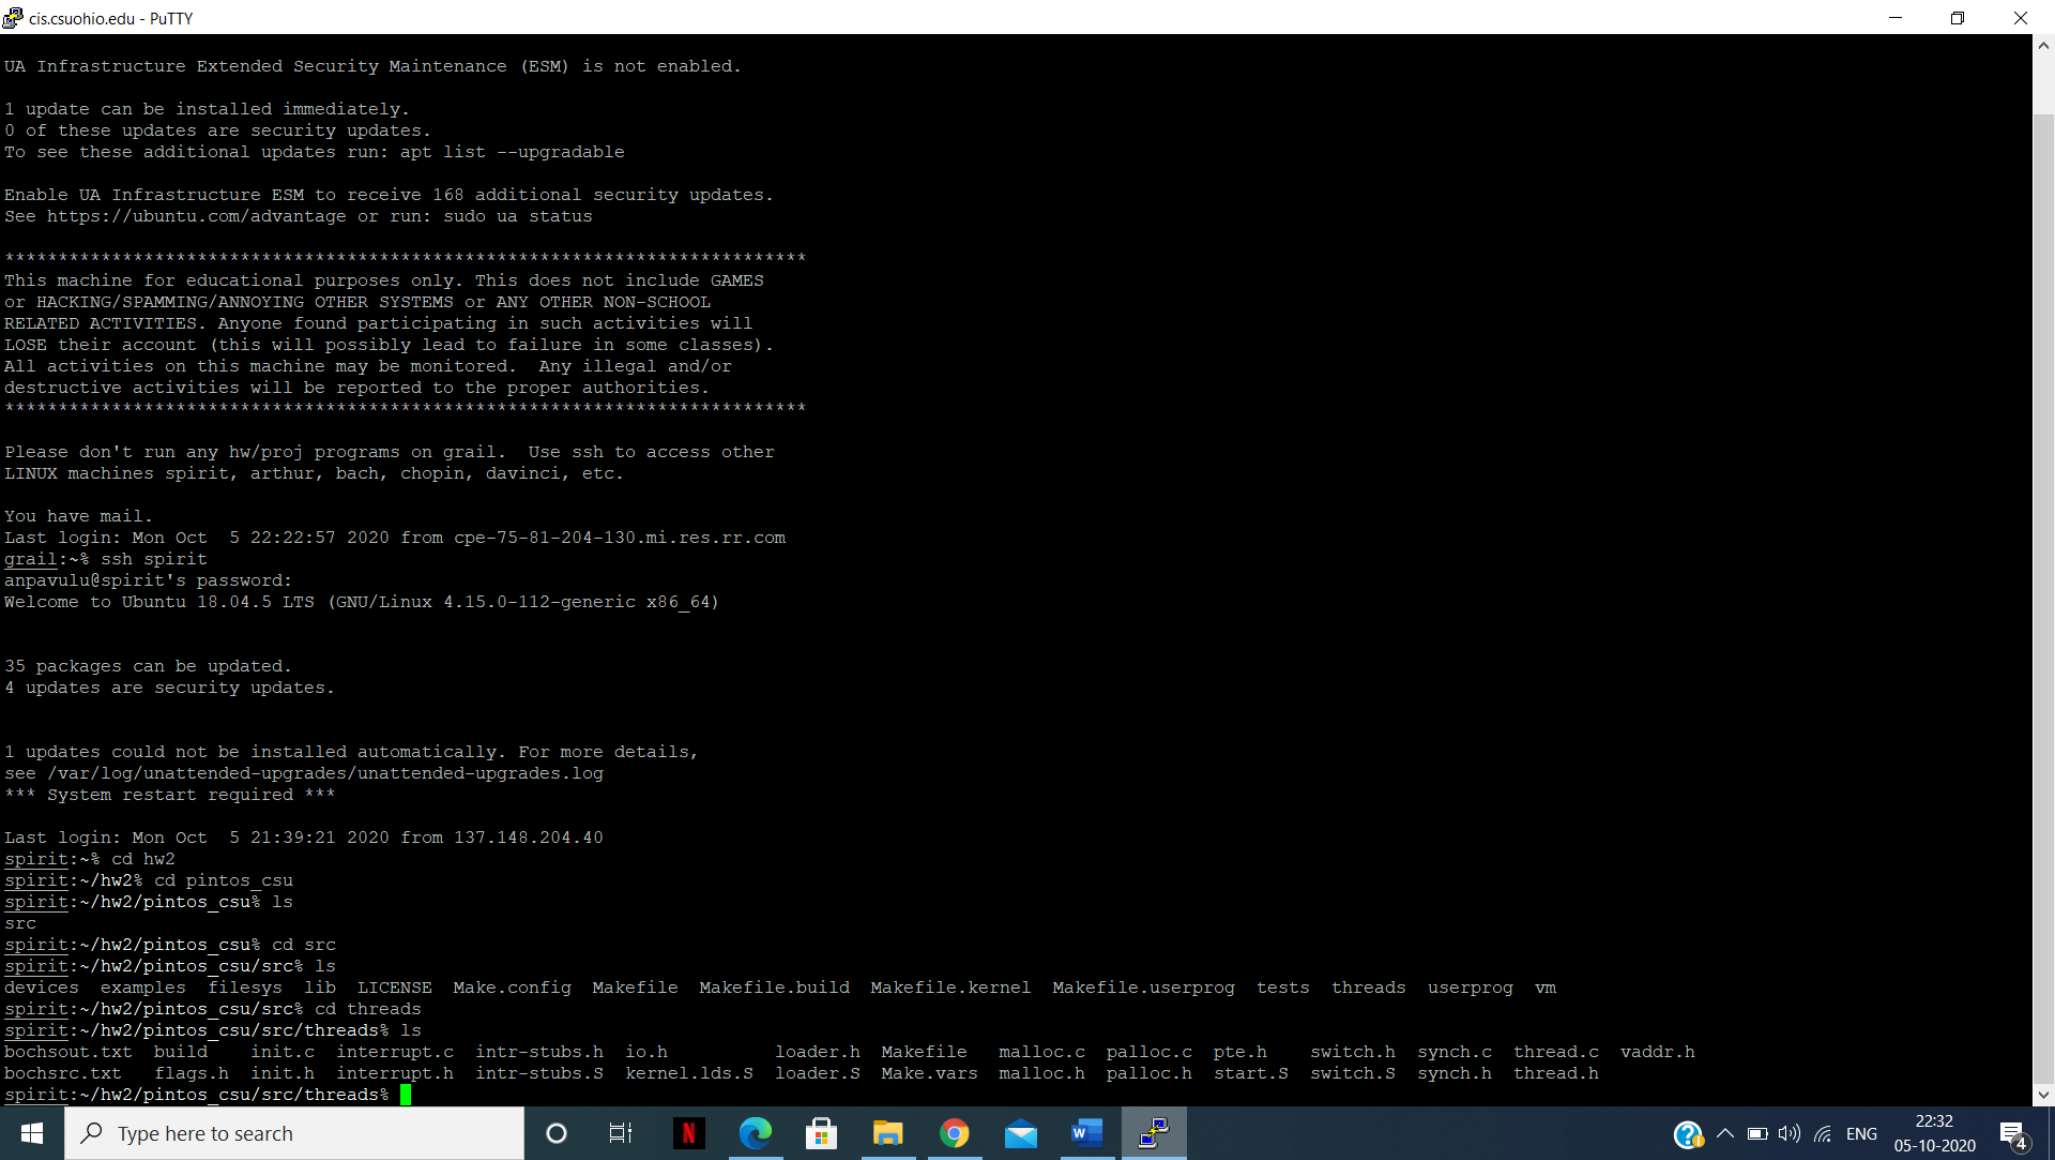 cis.csuohio.edu - PuTTY
UA Infrastructure Extended Security Maintenance (ESM) is not enabled.
1 update can be installed immediately.
0 of these updates are security updates.
To see these additional updates run: apt list --upgradable
Enable UA Infrastructure ESM to receive 168 additional security updates.
See https://ubuntu.com/advantage or run: sudo ua status
***************************************************************************
This machine for educational purposes only. This does not include GAMES
or HACKING/SPAMMING/ANNOYING OTHER SYSTEMS or ANY OTHER NON-SCHOOL
RELATED ACTIVITIES. Anyone found participating in such activities will
LOSE their account (this will possibly lead to failure in some classes).
All activities on this machine may be monitored.  Any illegal and/or
destructive activities will be reported to the proper authorities.
***************************************************************************
Please don't run any hw/proj programs on grail.  Use ssh to access other
LINUX machines spirit, arthur, bach, chopin, davinci, etc.
You have mail.
Last login: Mon Oct  5 22:22:57 2020 from cpe-75-81-204-130.mi.res.rr.com
grail:~% ssh spirit
anpavulu@spirit's password:
Welcome to Ubuntu 18.04.5 LTS (GNU/Linux 4.15.0-112-generic x86_64)
35 packages can be updated.
4 updates are security updates.
1 updates could not be installed automatically. For more details,
see /var/log/unattended-upgrades/unattended-upgrades.log
*** System restart required ***
Last login: Mon Oct  5 21:39:21 2020 from 137.148.204.40
spirit:~% cd hw2
spirit:~/hw2% cd pintos_csu
spirit:~/hw2/pintos_csu% ls
src
spirit:~/hw2/pintos_csu% cd src
spirit:~/hw2/pintos_csu/src% ls
devices  examples  filesys  lib  LICENSE  Make.config  Makefile  Makefile.build  Makefile.kernel  Makefile.userprog  tests  threads  userprog  vm
spirit:~/hw2/pintos_csu/src% cd threads
spirit:~/hw2/pintos_csu/src/threads% ls
bochsout.txt  build    init.c  interrupt.c  intr-stubs.h  io.h          loader.h  Makefile   malloc.c  palloc.c  pte.h    switch.h  synch.c  thread.c  vaddr.h
bochsrc.txt   flags.h  init.h  interrupt.h  intr-stubs.S  kernel.lds.S  loader.S  Make.vars  malloc.h  palloc.h  start.S  switch.S  synch.h  thread.h
spirit:~/hw2/pintos_csu/src/threads%
Type here to search
N
W
?
ENG
22:32
05-10-2020
4